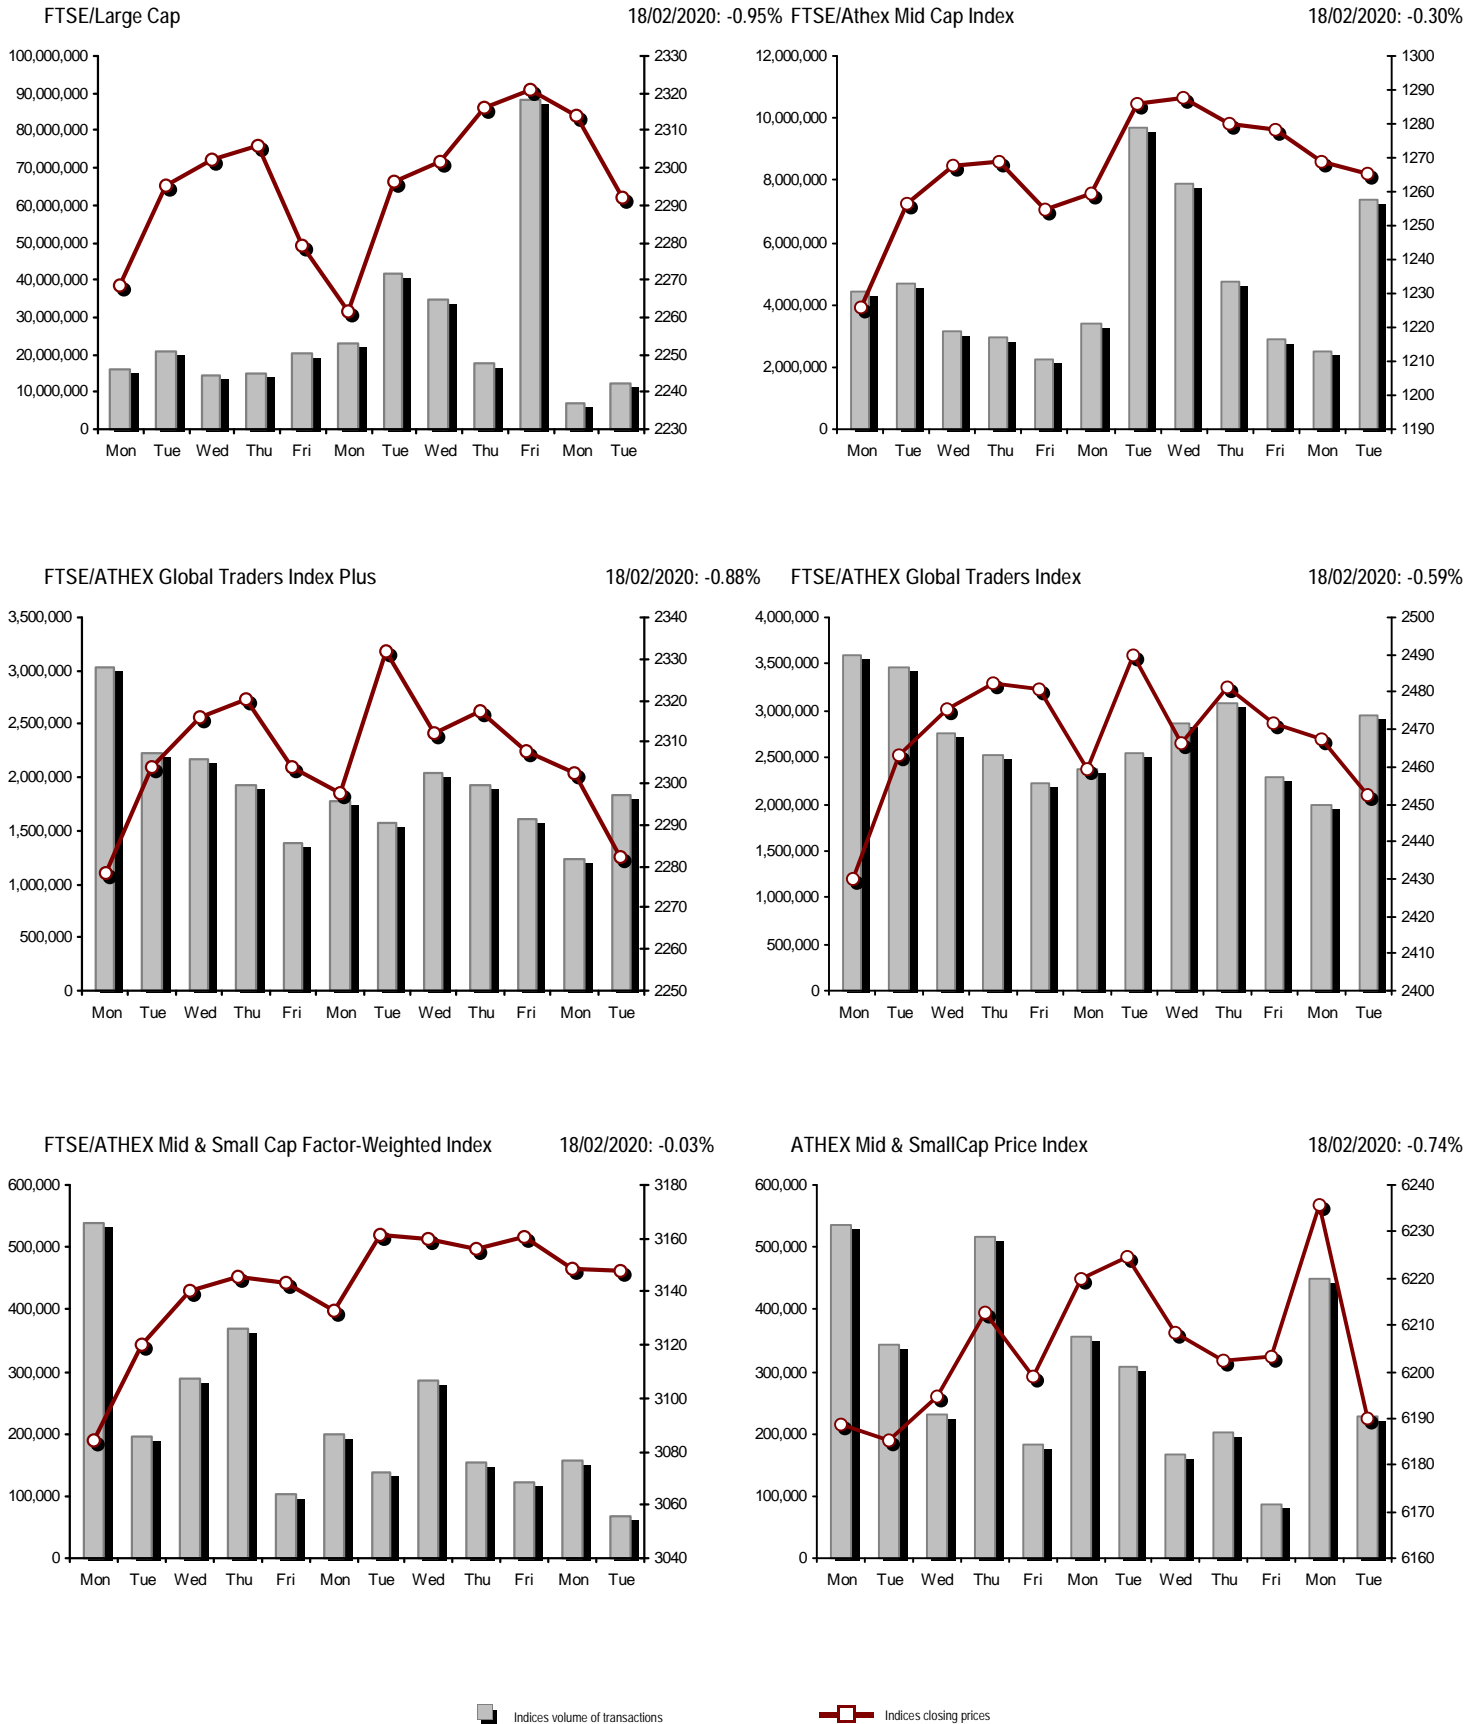 FTSE/Large Cap 18/02/2020: -0.95% FTSE/Athex Mid Cap Index 18/02/2020: -0.30%
100,000,000 2330 12,000,000 1300
90,000,000 2320 1290
80,000,000 2310 10,000,000 1280
70,000,000 2300 8,000,000 1270
60,000,000 2290 1260
50,000,000 2280 6,000,000 1250
40,000,000 2270 1240
30,000,000 2260 4,000,000 1230
20,000,000 2250 1220
10,000,000 2240 2,000,000 1210
1200
0 2230 0 1190
Mon Tue Wed Thu Fri Mon Tue Wed Thu Fri Mon Tue Mon Tue Wed Thu Fri Mon Tue Wed Thu Fri Mon Tue
FTSE/ATHEX Global Traders Index Plus 18/02/2020: -0.88% FTSE/ATHEX Global Traders Index 18/02/2020: -0.59%
3,500,000 2340 4,000,000 2500
3,000,000 2330 3,500,000 2490
2,500,000 2320 3,000,000 2480
2310 2470
2,000,000 2300 2,500,000 2460
1,500,000 2290 2,000,000 2450
1,000,000 2280 1,500,000 2440
2270 1,000,000 2430
500,000 2260 500,000 2420
2410
0 2250 0 2400
Mon Tue Wed Thu Fri Mon Tue Wed Thu Fri Mon Tue Mon Tue Wed Thu Fri Mon Tue Wed Thu Fri Mon Tue
FTSE/ATHEX Mid & Small Cap Factor-Weighted Index 18/02/2020: -0.03% ATHEX Mid & SmallCap Price Index 18/02/2020: -0.74%
600,000 3180 600,000 6240
500,000 3160 500,000 6230
400,000 3140 400,000 6220
3120 6210
300,000 3100 300,000 6200
200,000 3080 200,000 6190
6180
100,000 3060 100,000 6170
0 3040 0 6160
Mon Tue Wed Thu Fri Mon Tue Wed Thu Fri Mon Tue Mon Tue Wed Thu Fri Mon Tue Wed Thu Fri Mon Tue
Indices volume of transactions Indices closing prices